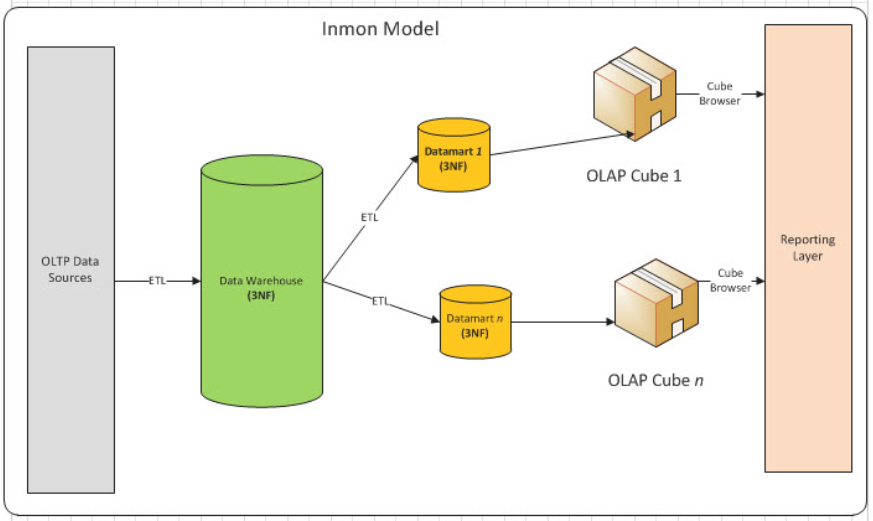 Inmon Model
OLTP Data
Sources
ETL
Data Warehouse
(3NF)
ETL
ETL
Datamart 1
(3NF)
Datamart n
(3NF)
OLAP Cube 1
OLAP Cube n
Cube
Browser
Cube
Browser
Reporting
Layer